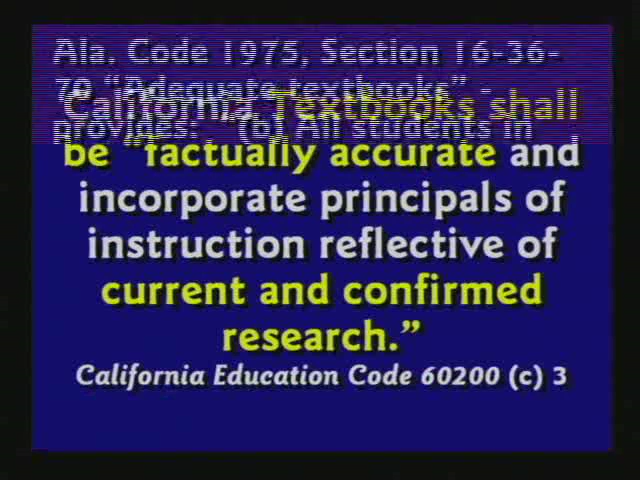 Ala. Code 1975, Section 16-36-
70 “Adequate textbooks” -
California Textbooks shall
provides: (b) All students in
be “factually accurate and
incorporate principals of
instruction reflective of
current and confirmed
research.”
California Education Code 60200 (c) 3